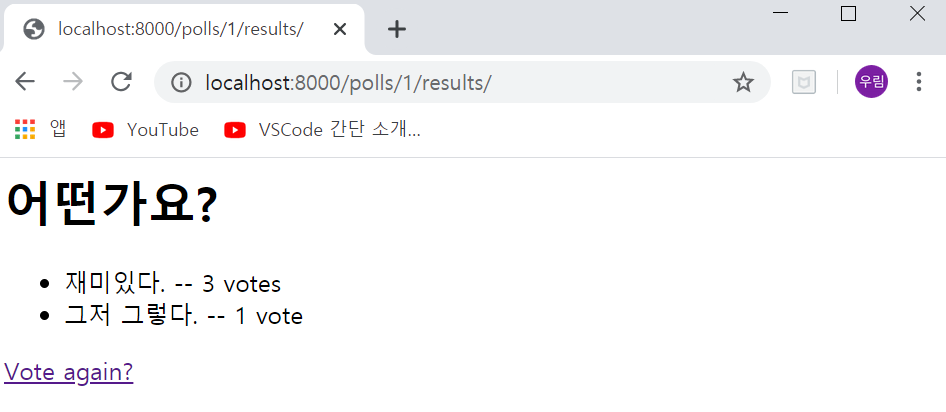 localhost:8000/polls/1/results/
localhost:8000/polls/1/results/
우림
앱 YouTube VSCode 간단 소개...
어떤가요?
재미있다. -- 3 votes
그저 그렇다. -- 1 vote
Vote again?